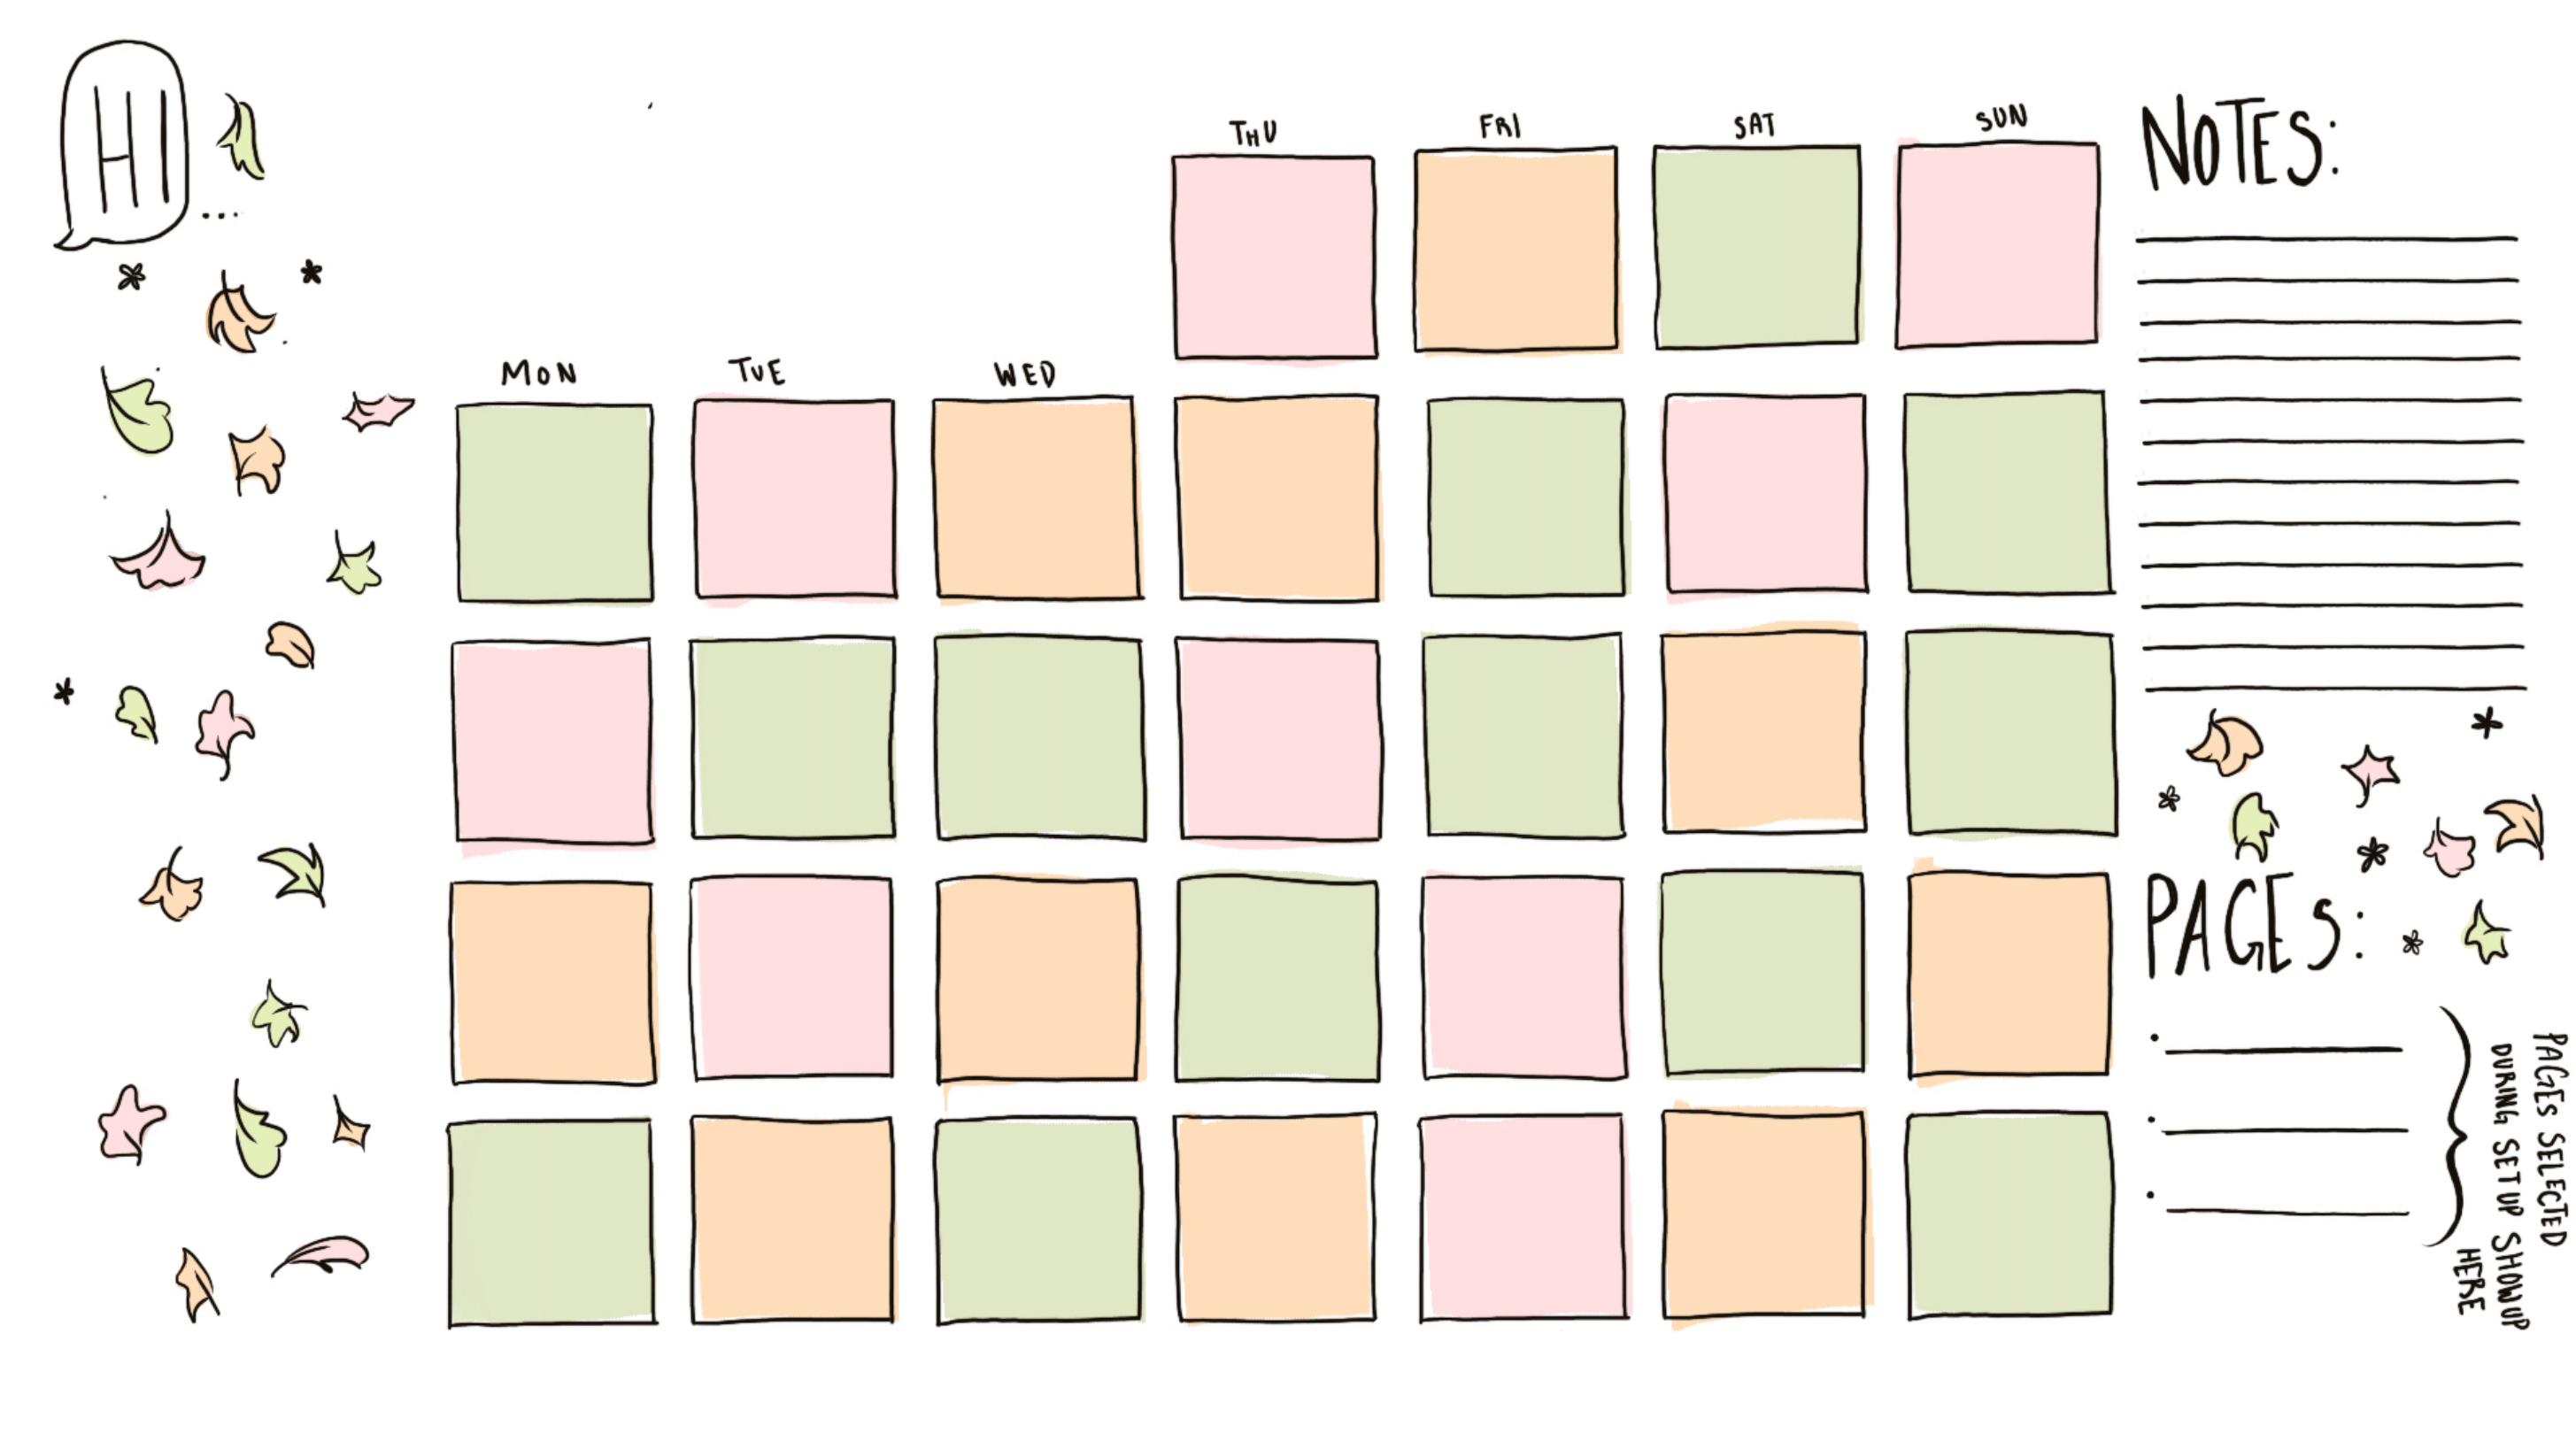 HI
...
THU
FRI
SAT
SUN
MON
TUE
WED
NOTES:
PAGES:
PAGES SELECTED
DURING SETUP SHOWUP
HERE